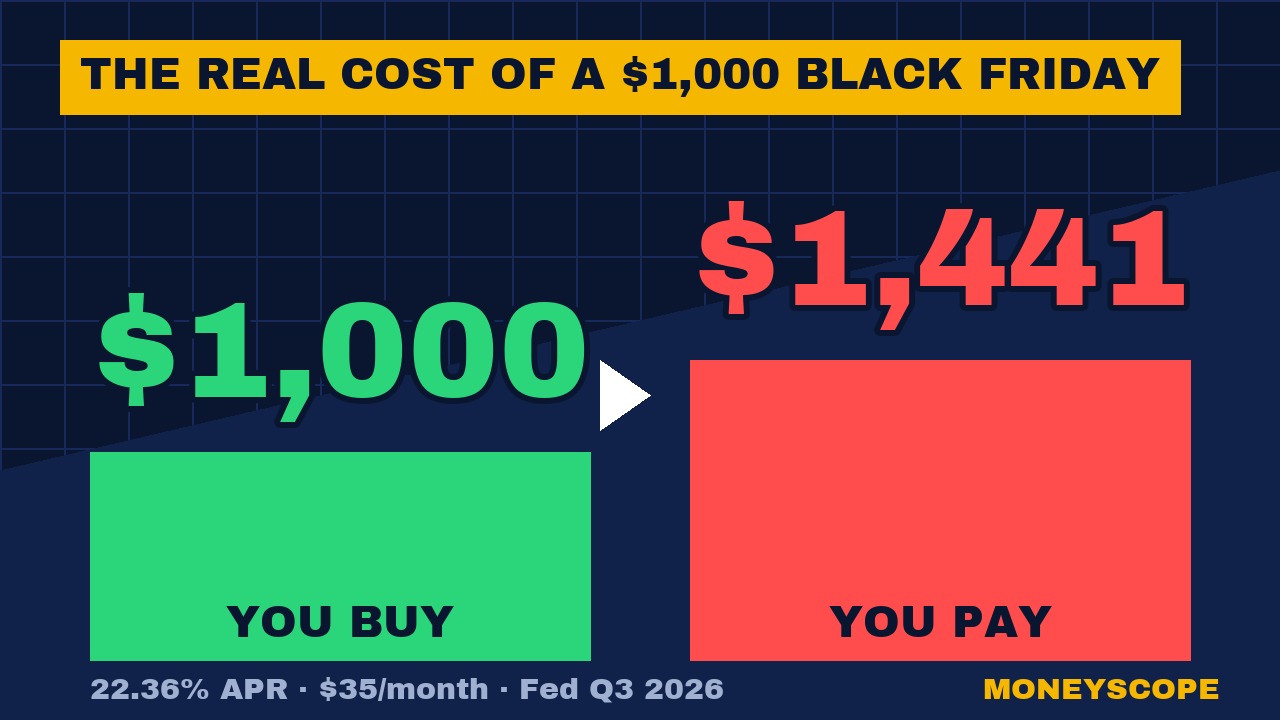 THE REAL COST OF A $1,000 BLACK FRIDAY
$1,441
$1,000
YOU BUY
YOU PAY
22.36% APR · $35/month · Fed Q3 2026
MONEYSCOPE